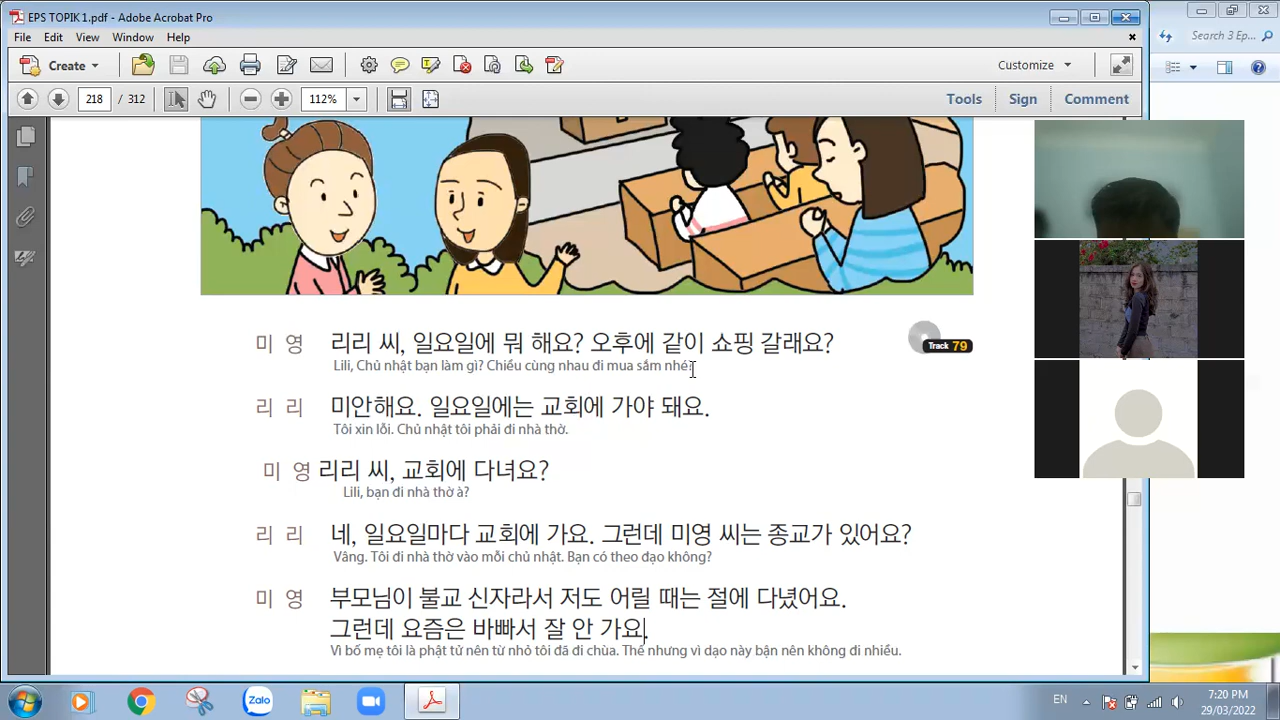 EPS TOPIK 1.pdf - Adobe Acrobat Pro
File Edit View Window Help
Search 3 Ep...
Create
Customize
218 / 312
112%
Tools Sign Comment
미 영 리리 씨, 일요일에 뭐 해요? 오후에 같이 쇼핑 갈래요?
Track 79
Lili, Chủ nhật bạn làm gì? Chiều cùng nhau đi mua sắm nhé?
리 리 미안해요. 일요일에는 교회에 가야 돼요.
Tôi xin lỗi. Chủ nhật tôi phải đi nhà thờ.
미 영 리리 씨, 교회에 다녀요?
Lili, bạn đi nhà thờ à?
리 리 네, 일요일마다 교회에 가요. 그런데 미영 씨는 종교가 있어요?
Vâng. Tôi đi nhà thờ vào mỗi chủ nhật. Bạn có theo đạo không?
미 영 부모님이 불교 신자라서 저도 어릴 때는 절에 다녔어요.
그런데 요즘은 바빠서 잘 안 가요.
Vì bố mẹ tôi là phật tử nên từ nhỏ tôi đã đi chùa. Thế nhưng vì dạo này bận nên không đi nhiều.
Zalo
EN
7:20 PM
29/03/2022